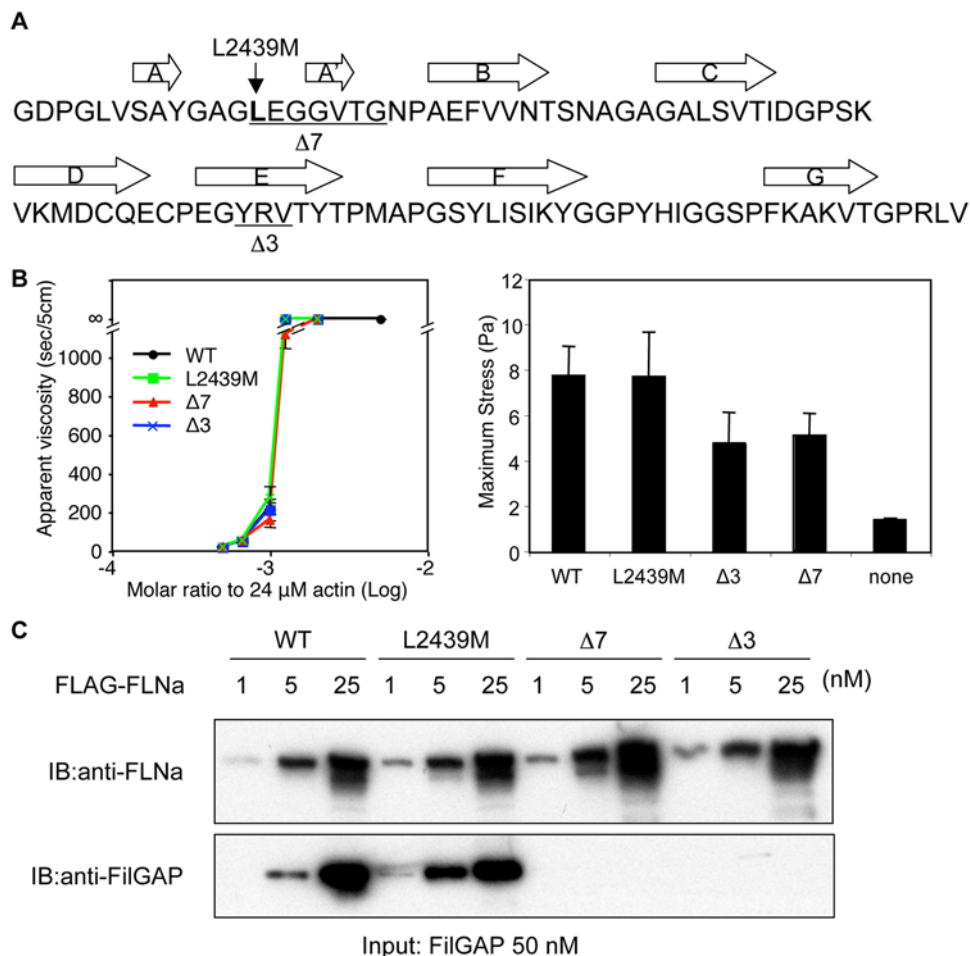 A
L2439M
A A' B C
GDPGLVSAYGAGLEGGVTGNPAEFVVNTSNAGAGALSVTIDGPSK
Δ7
D E F G
VKMDCQECPEGYRVTYTPMAPGSYLISIKYGGPYHIGGSPFKAKVTGPRLV
Δ3
B
Apparent viscosity (sec/5cm)
∞
1000
800
600
400
200
0
WT
L2439M
Δ7
Δ3
-4 -3 -2
Molar ratio to 24 μM actin (Log)
Maximum Stress (Pa)
12
10
8
6
4
2
0
WT L2439M Δ3 Δ7 none
C
WT L2439M Δ7 Δ3
FLAG-FLNa 1 5 25 1 5 25 1 5 25 1 5 25 (nM)
IB:anti-FLNa
IB:anti-FilGAP
Input: FilGAP 50 nM